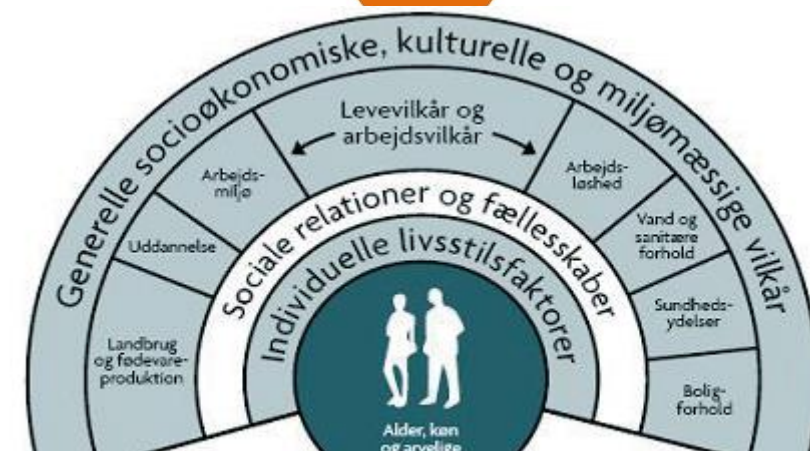 Generelle socioøkonomiske, kulturelle og miljømæssige vilkår
Levevilkår og
arbejdsvilkår
Arbejds-
miljø
Uddannelse
Landbrug
og fødevare-
produktion
Arbejds-
løshed
Vand og
sanitære
forhold
Sundheds-
ydelser
Bolig-
forhold
Sociale relationer og fællesskaber
Individuelle livsstilsfaktorer
Alder, køn
og arvelige